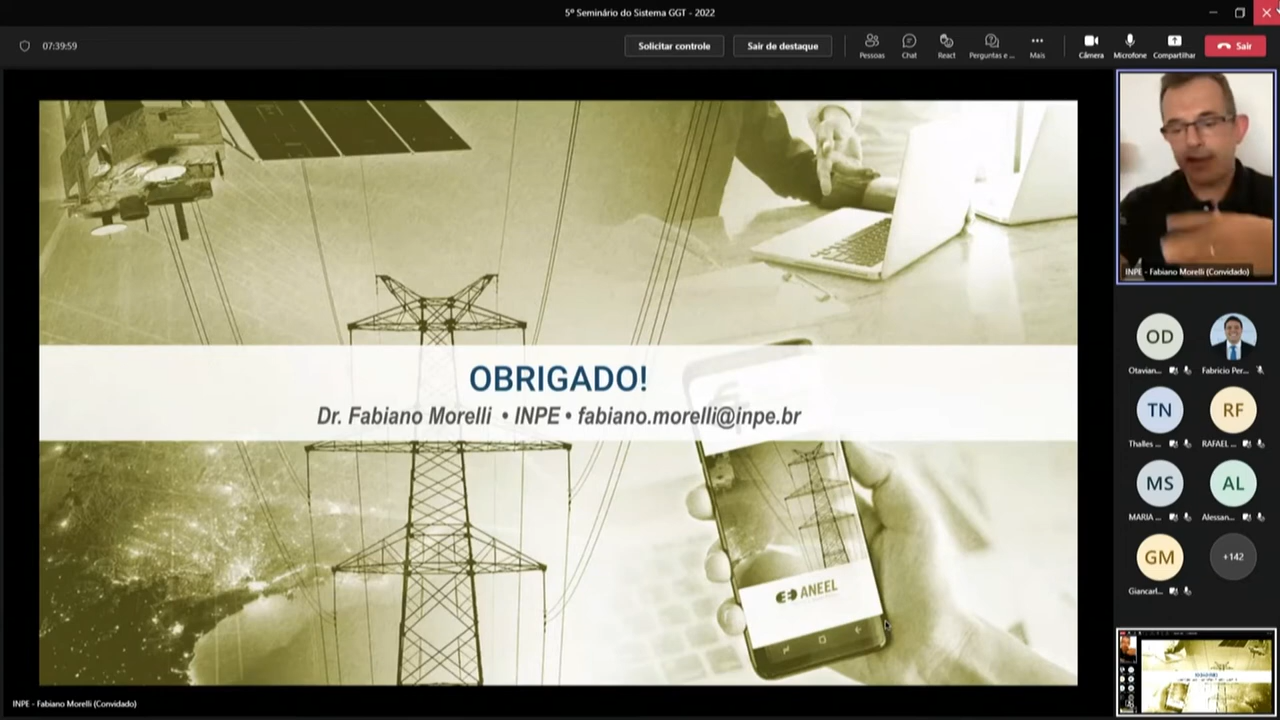 5º Seminário do Sistema GGT - 2022
07:39:59
Solicitar controle
Sair de destaque
Pessoas
Chat
React
Perguntas e ...
Mais
Câmera
Microfone
Compartilhar
Sair
OBRIGADO!
Dr. Fabiano Morelli • INPE • fabiano.morelli@inpe.br
ANEEL
INPE - Fabiano Morelli (Convidado)
OD
Otavian...
Fabricio Per...
TN
Thalles ...
RF
RAFAEL ...
MS
MARIA ...
AL
Alessan...
GM
Giancarl...
+142
INPE - Fabiano Morelli (Convidado)